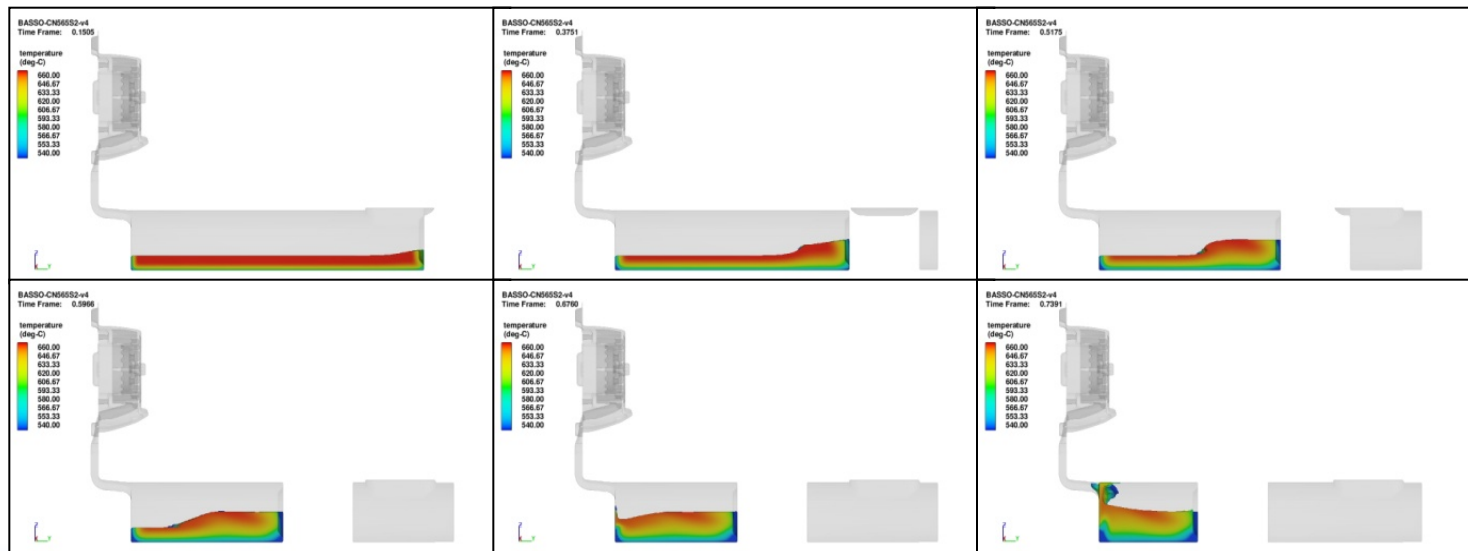 BASSO-CN565S2-v4
Time Frame: 0.1505
temperature
(deg-C)
660.00
646.67
633.33
620.00
606.67
593.33
580.00
566.67
553.33
540.00
BASSO-CN565S2-v4
Time Frame: 0.3751
temperature
(deg-C)
660.00
646.67
633.33
620.00
606.67
593.33
580.00
566.67
553.33
540.00
BASSO-CN565S2-v4
Time Frame: 0.5175
temperature
(deg-C)
660.00
646.67
633.33
620.00
606.67
593.33
580.00
566.67
553.33
540.00
BASSO-CN565S2-v4
Time Frame: 0.5966
temperature
(deg-C)
660.00
646.67
633.33
620.00
606.67
593.33
580.00
566.67
553.33
540.00
BASSO-CN565S2-v4
Time Frame: 0.6760
temperature
(deg-C)
660.00
646.67
633.33
620.00
606.67
593.33
580.00
566.67
553.33
540.00
BASSO-CN565S2-v4
Time Frame: 0.7391
temperature
(deg-C)
660.00
646.67
633.33
620.00
606.67
593.33
580.00
566.67
553.33
540.00